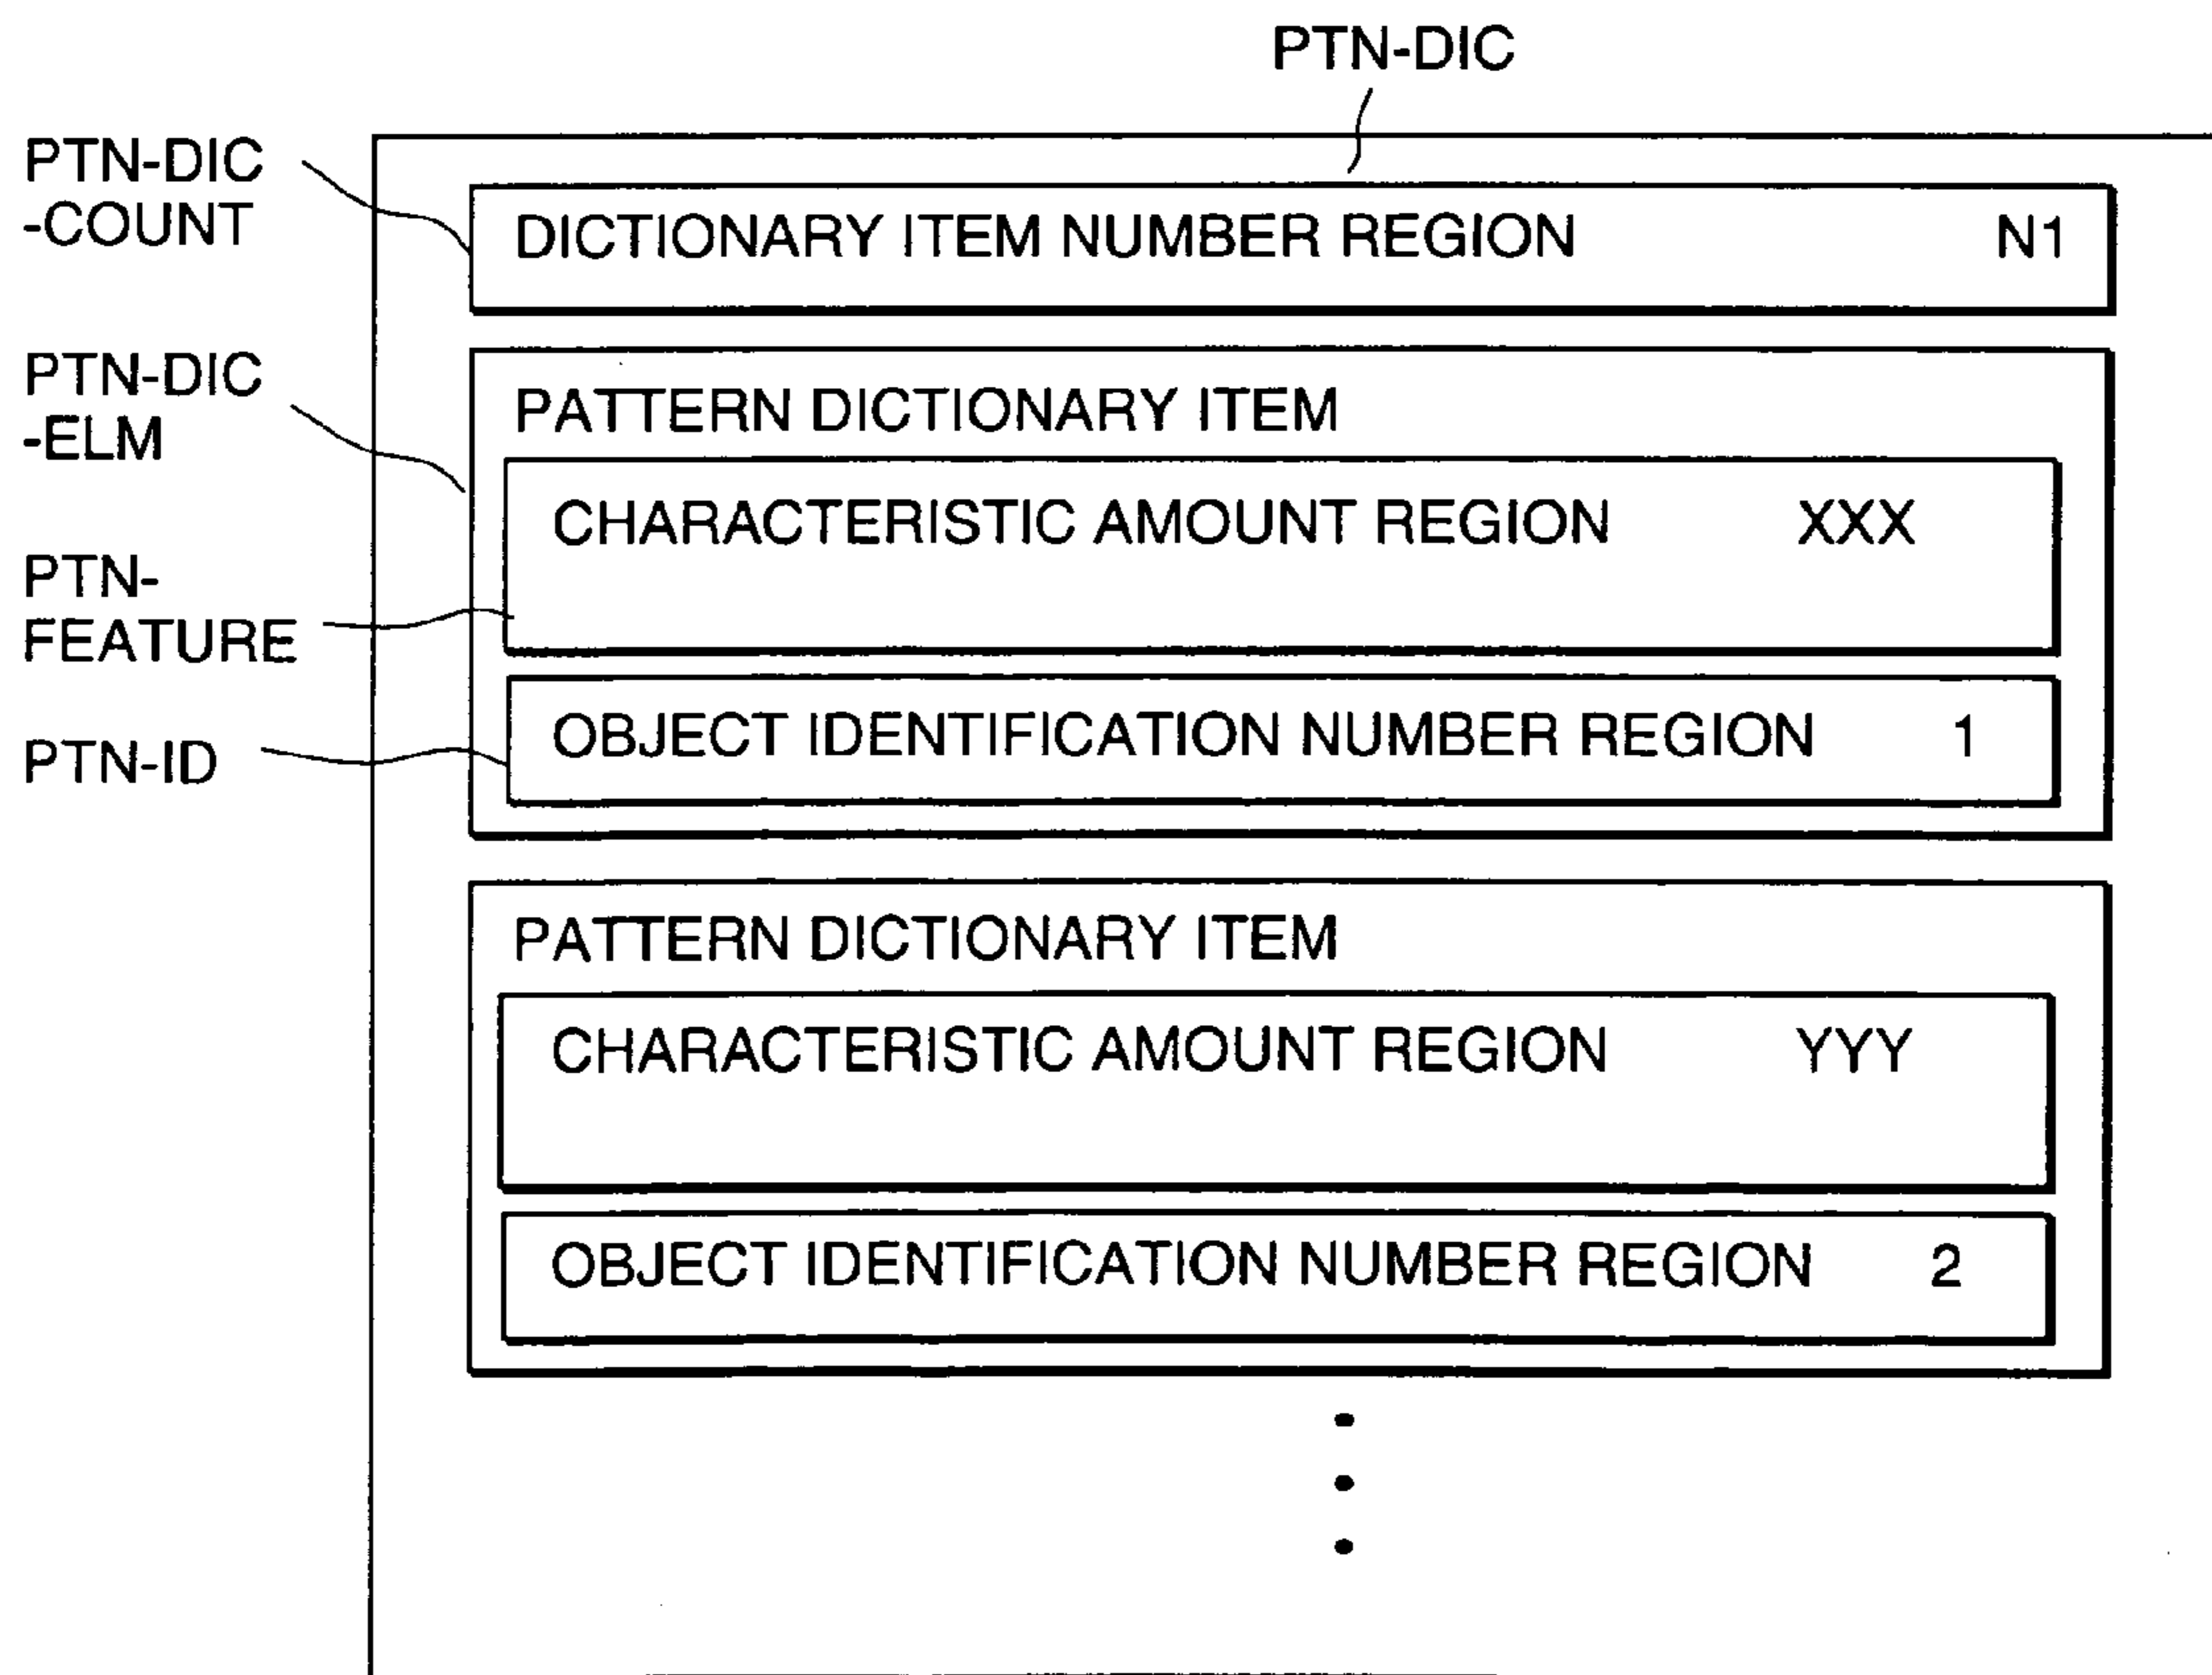 PTN-DIC
PTN-DIC
-COUNT
DICTIONARY ITEM NUMBER REGION N1
PTN-DIC
-ELM
PATTERN DICTIONARY ITEM
CHARACTERISTIC AMOUNT REGION XXX
PTN-
FEATURE
OBJECT IDENTIFICATION NUMBER REGION 1
PTN-ID
PATTERN DICTIONARY ITEM
CHARACTERISTIC AMOUNT REGION YYY
OBJECT IDENTIFICATION NUMBER REGION 2